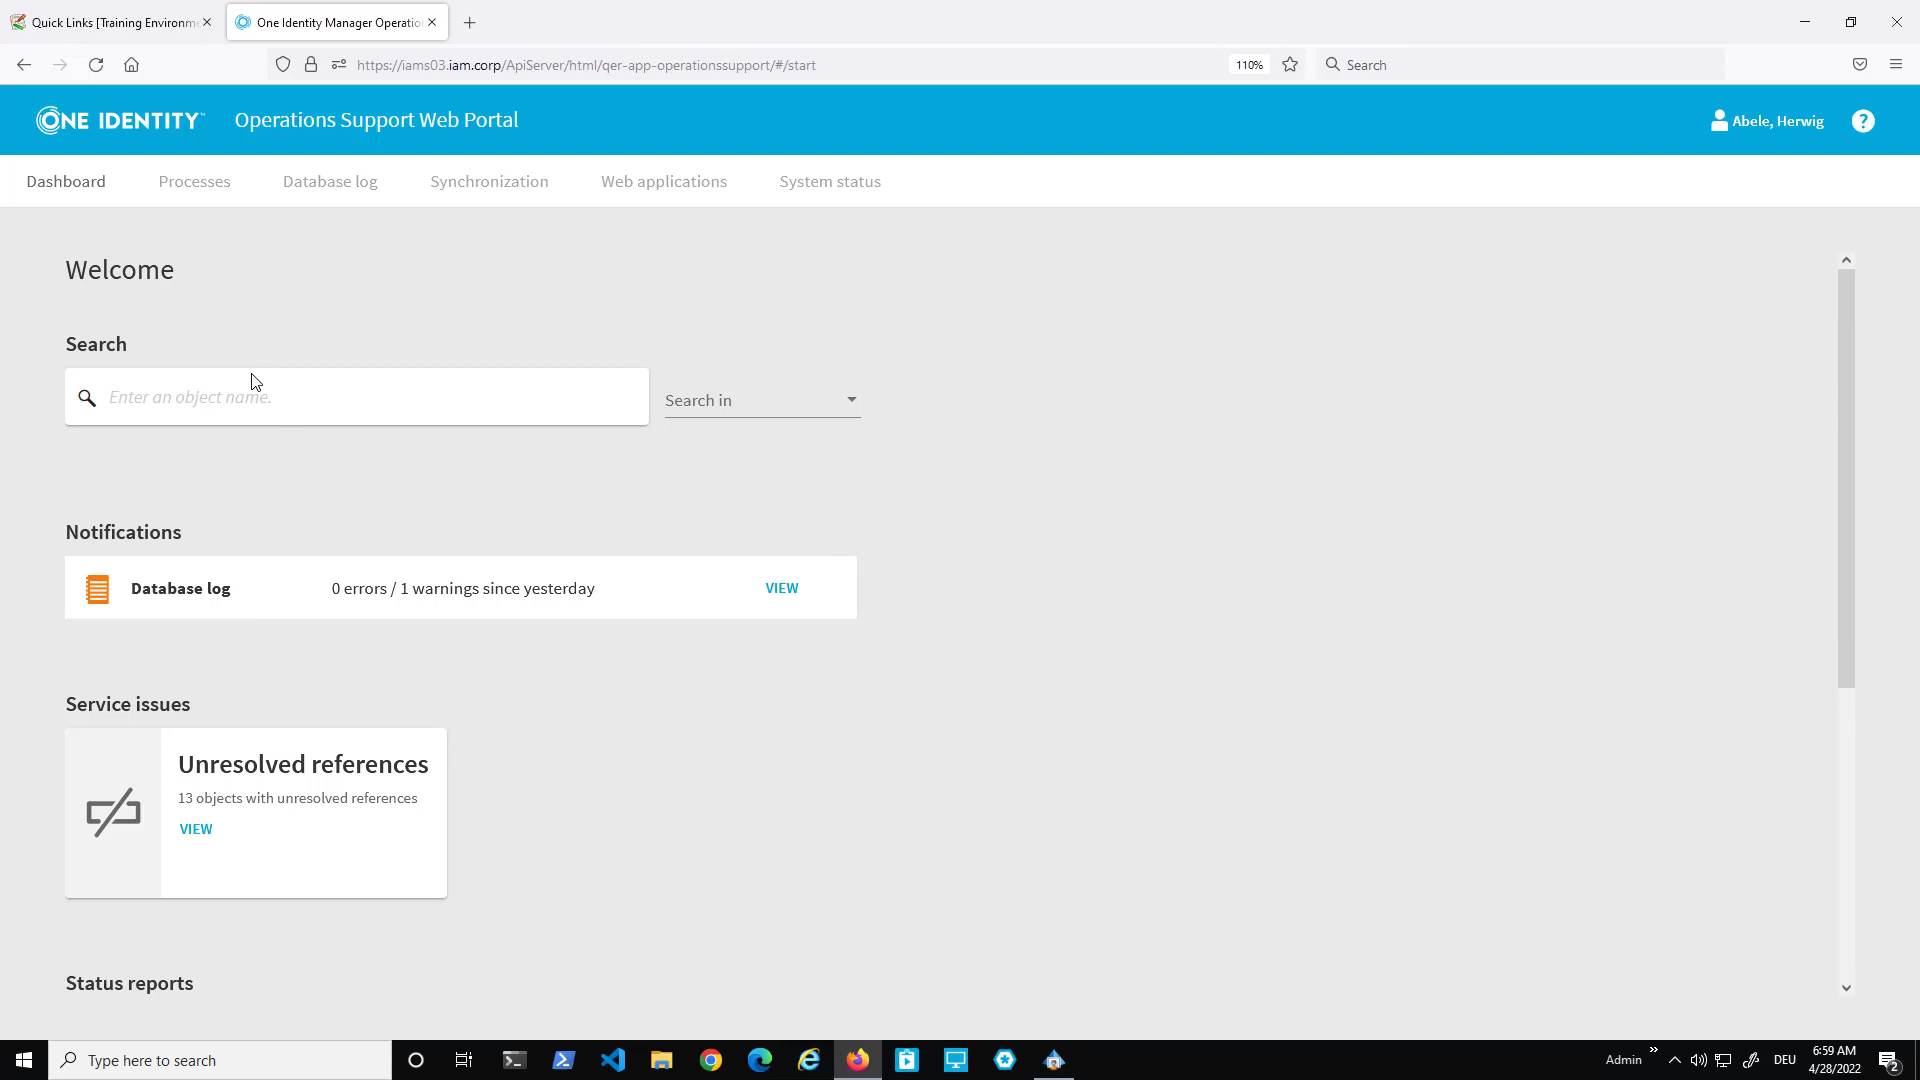 Quick Links [Training Environme
One Identity Manager Operatio
https://iams03.iam.corp/ApiServer/html/qer-app-operationssupport/#/start
110%
Search
ONE IDENTITY™
Operations Support Web Portal
Abele, Herwig
?
Dashboard
Processes
Database log
Synchronization
Web applications
System status
Welcome
Search
Enter an object name.
Search in
Notifications
Database log
0 errors / 1 warnings since yesterday
VIEW
Service issues
Unresolved references
13 objects with unresolved references
VIEW
Status reports
Type here to search
Admin
DEU
6:59 AM
4/28/2022
2